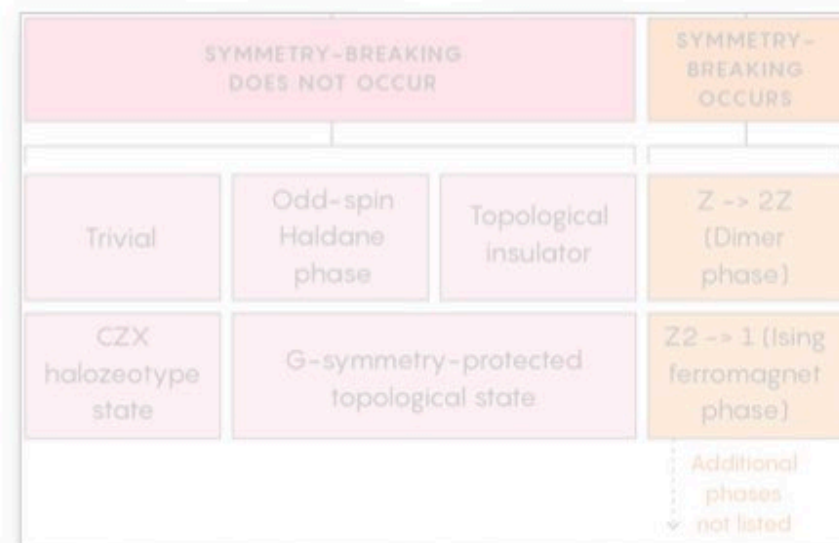 SYMMETRY-BREAKING
DOES NOT OCCUR
SYMMETRY-
BREAKING
OCCURS
Trivial
Odd-spin
Haldane
phase
Topological
insulator
Z -> 2Z
(Dimer
phase)
CZX
halozeotype
state
G-symmetry-protected
topological state
Z2 -> 1 (Ising
ferromagnet
phase)
Additional
phases
not listed